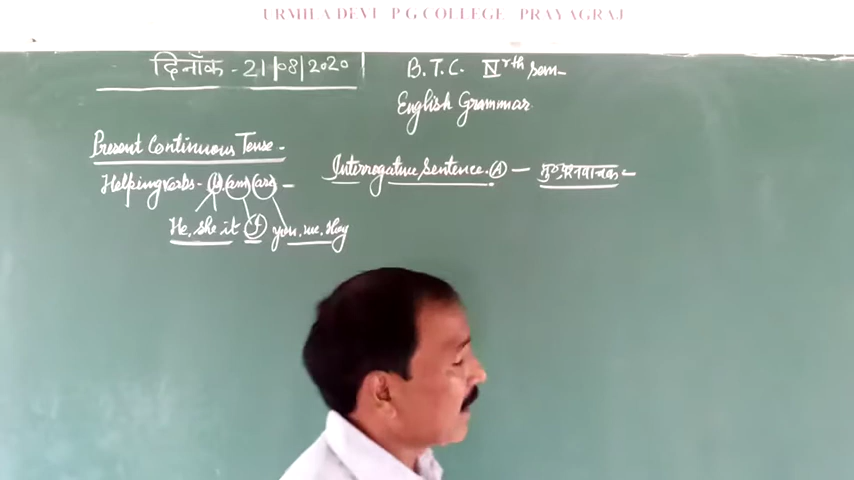 URMILA DEVI P G COLLEGE PRAYAGRAJ
दिनाँक - 21/08/2020
B.T.C. Nrth sem-
English Grammar
Present Continuous Tense -
Helping verbs - is, am, are -
Interrogative Sentence. A -
He, she it I you, we, they